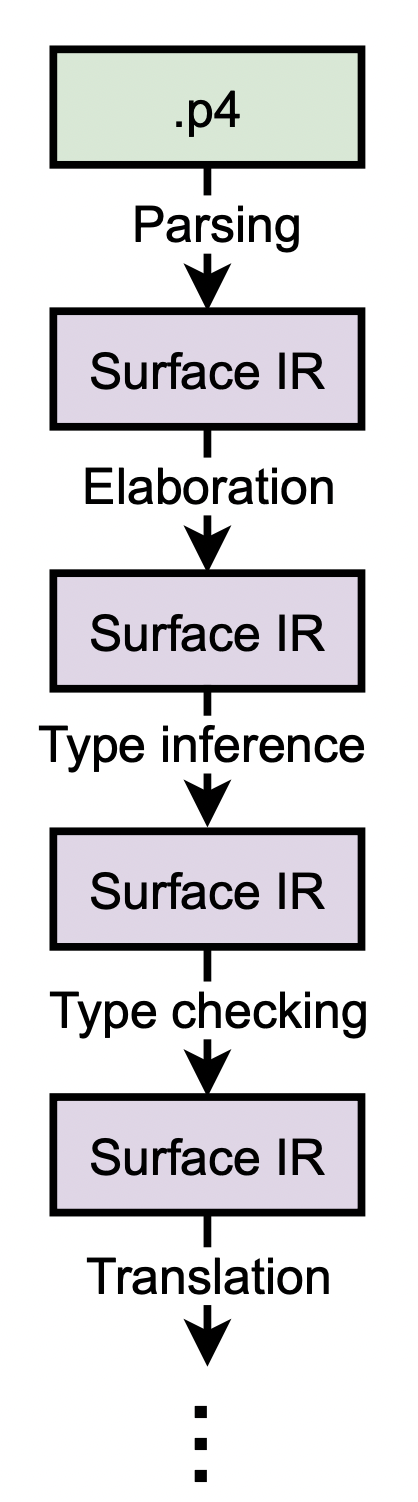 .p4
Parsing
Surface IR
Elaboration
Surface IR
Type inference
Surface IR
Type checking
Surface IR
Translation